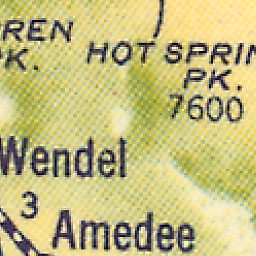 REN
PK.
HOT SPRIN
PK.
7600
Wendel
3
Amedee